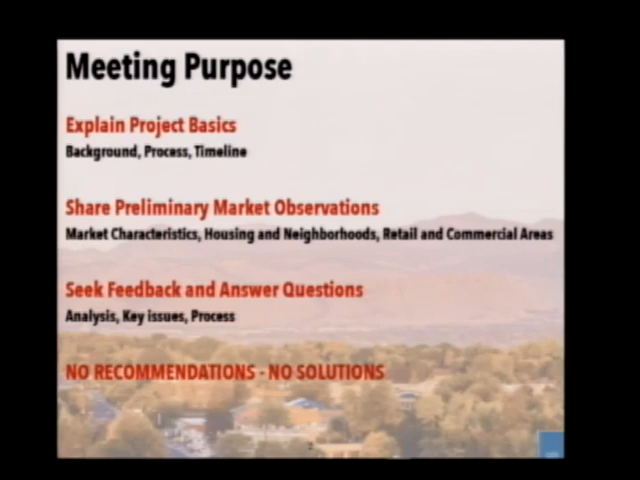 Meeting Purpose
Explain Project Basics
Background, Process, Timeline
Share Preliminary Market Observations
Market Characteristics, Housing and Neighborhoods, Retail and Commercial Areas
Seek Feedback and Answer Questions
Analysis, Key issues, Process
NO RECOMMENDATIONS - NO SOLUTIONS